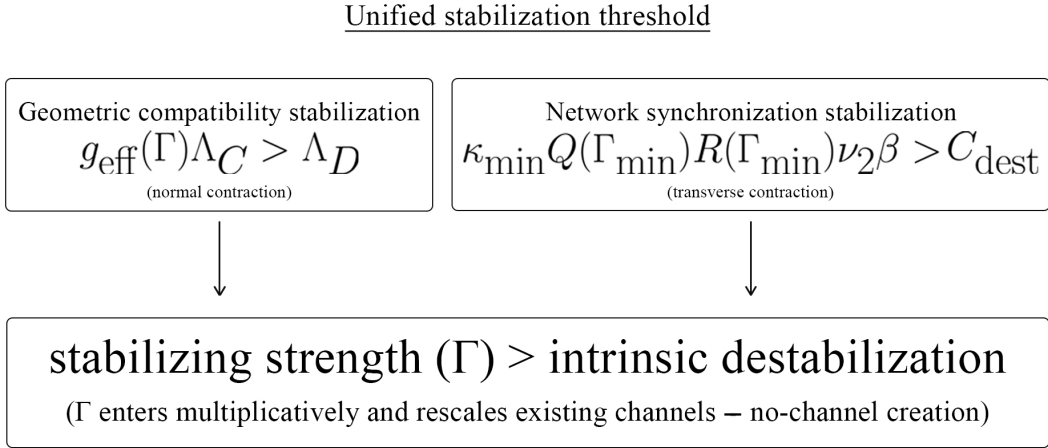 Unified stabilization threshold
Geometric compatibility stabilization
g_eff(Γ)Λ_C > Λ_D
(normal contraction)
Network synchronization stabilization
κ_min Q(Γ_min)R(Γ_min)ν_2β > C_dest
(transverse contraction)
stabilizing strength (Γ) > intrinsic destabilization
(Γ enters multiplicatively and rescales existing channels – no-channel creation)